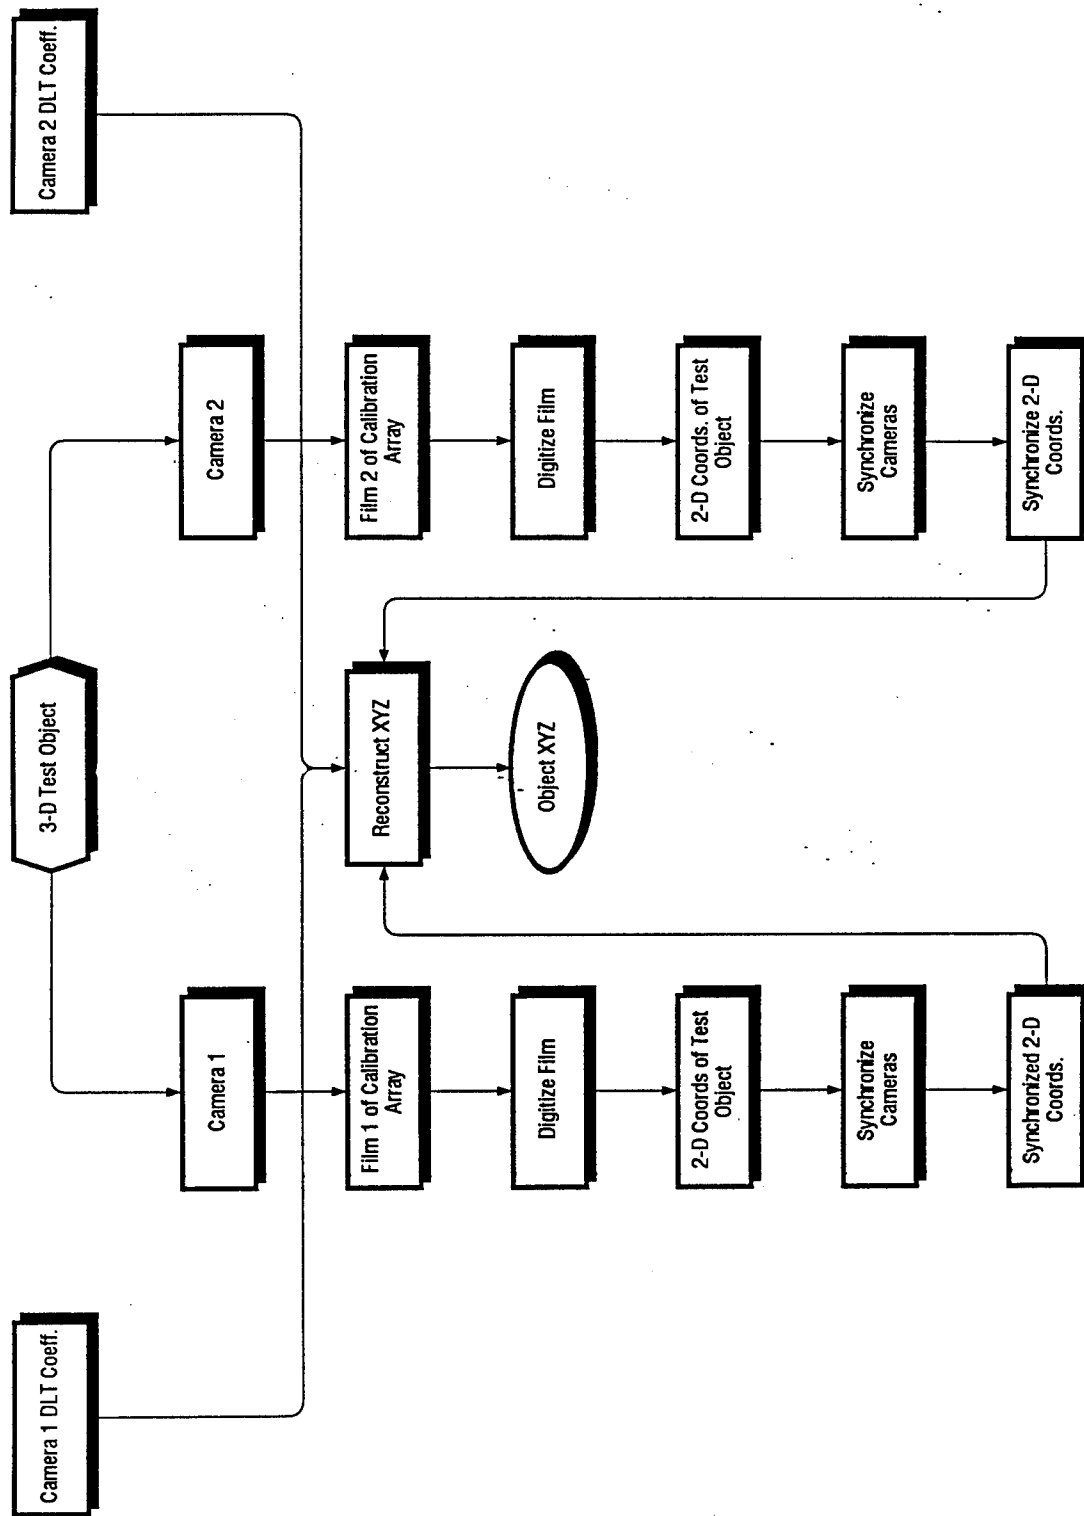 Camera 1 DLT Coeff.
3-D Test Object
Camera 2 DLT Coeff.
Camera 1
Camera 2
Film 1 of Calibration
Array
Reconstruct XYZ
Film 2 of Calibration
Array
Digitize Film
Object XYZ
Digitize Film
2-D Coords of Test
Object
2-D Coords. of Test
Object
Synchronize
Cameras
Synchronize
Cameras
Synchronized 2-D
Coords.
Synchronize 2-D
Coords.